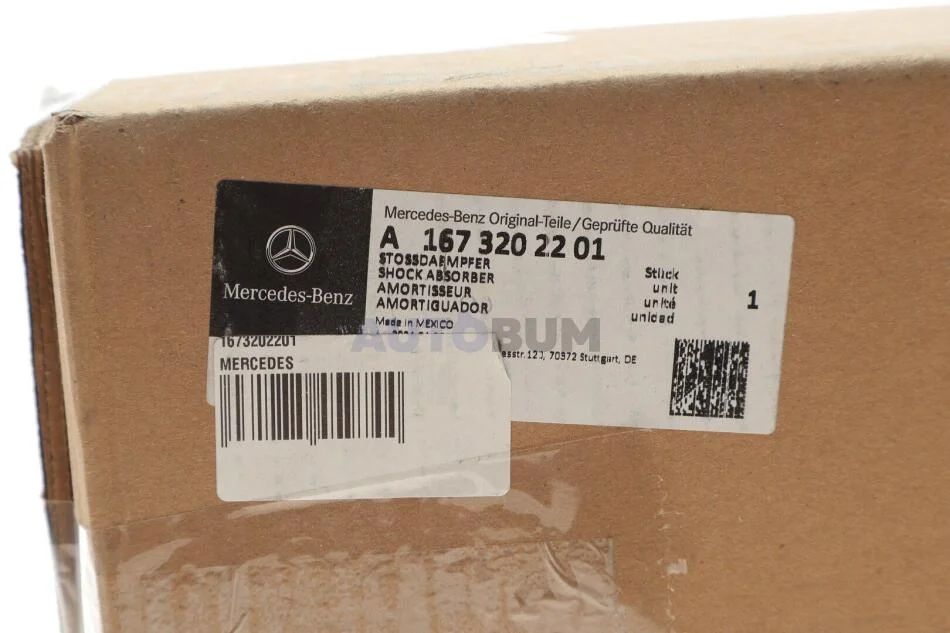 Mercedes-Benz Original-Teile/Geprüfte Qualität
A 167 320 22 01
STOSSDAEMPFER
SHOCK ABSORBER
AMORTISSEUR
AMORTIGUADOR
Stück
unit
unité
unidad
1
Mercedes-Benz
Made in MEXICO
AUTOBUM
70372 Stuttgart, DE
1673202201
MERCEDES